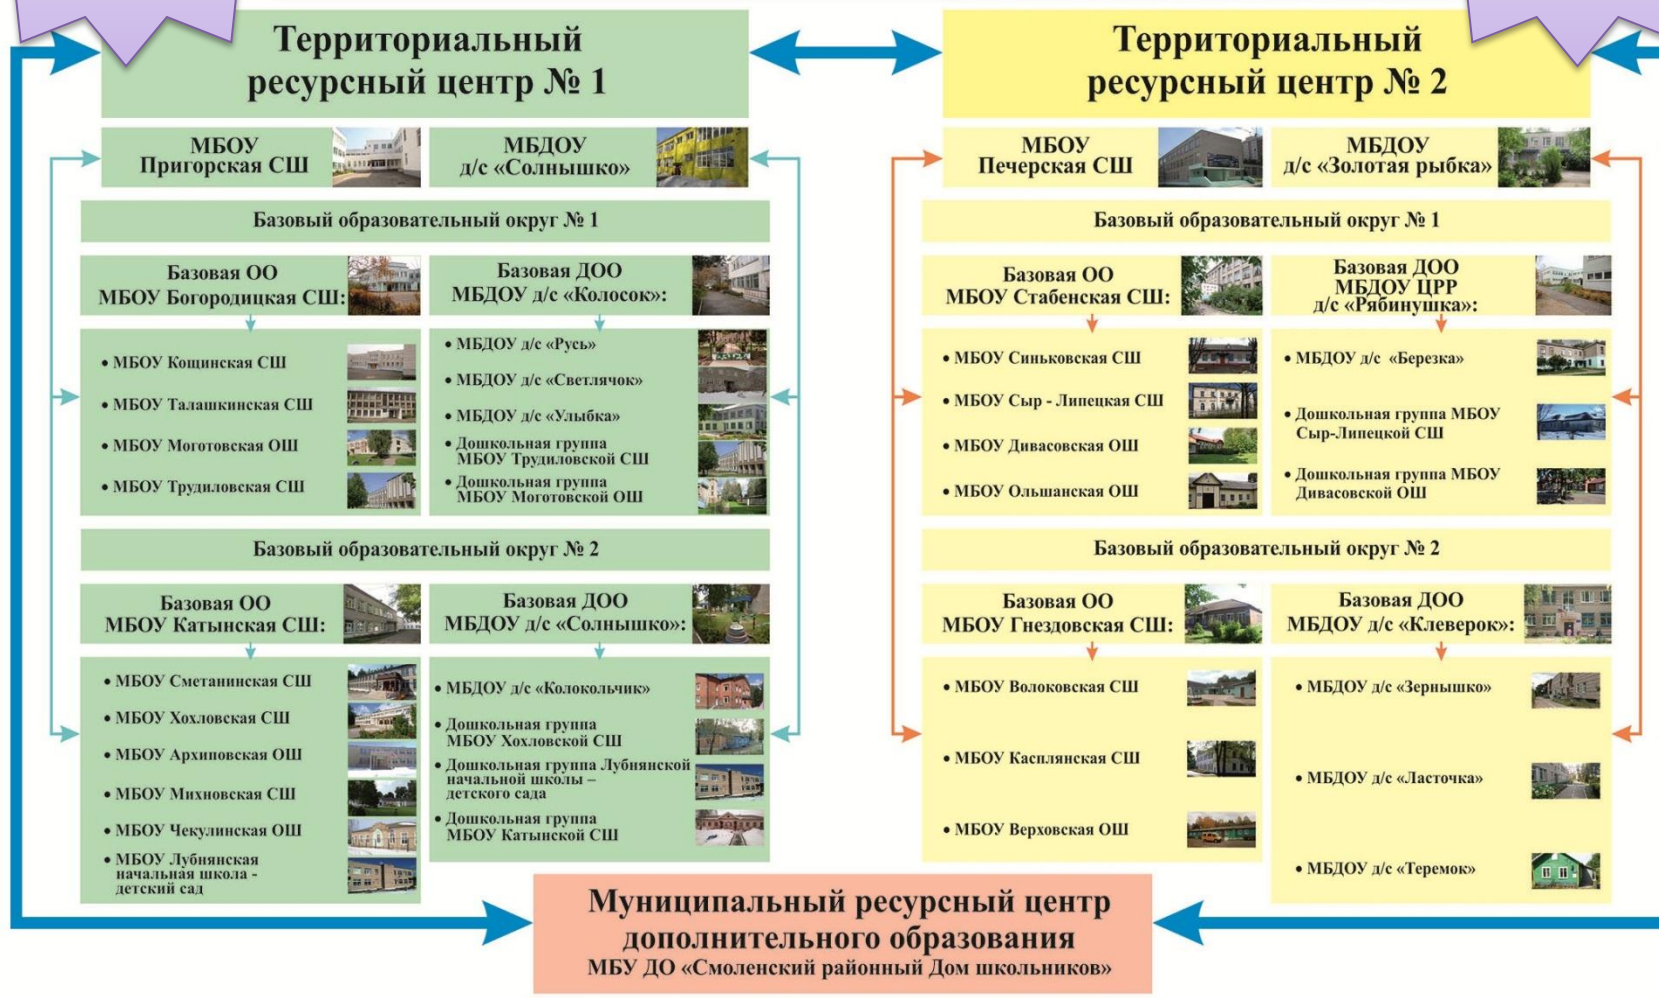 Территориальный
ресурсный центр № 1
МБОУ
Пригорская СШ
МБДОУ
д/с «Солнышко»
Базовый образовательный округ № 1
Базовая ОО
МБОУ Богородицкая СШ:
• МБОУ Кощинская СШ
• МБОУ Талашкинская СШ
• МБОУ Моготовская ОШ
• МБОУ Трудиловская СШ
Базовая ДОО
МБДОУ д/с «Колосок»:
• МБДОУ д/с «Русь»
• МБДОУ д/с «Светлячок»
• МБДОУ д/с «Улыбка»
• Дошкольная группа
МБОУ Трудиловской СШ
• Дошкольная группа
МБОУ Моготовской ОШ
Базовый образовательный округ № 2
Базовая ОО
МБОУ Катынская СШ:
• МБОУ Сметанинская СШ
• МБОУ Хохловская СШ
• МБОУ Архиповская ОШ
• МБОУ Михновская СШ
• МБОУ Чекулинская ОШ
• МБОУ Лубнянская
начальная школа -
детский сад
Базовая ДОО
МБДОУ д/с «Солнышко»:
• МБДОУ д/с «Колокольчик»
• Дошкольная группа
МБОУ Хохловской СШ
• Дошкольная группа Лубнянской
начальной школы –
детского сада
• Дошкольная группа
МБОУ Катынской СШ
Территориальный
ресурсный центр № 2
МБОУ
Печерская СШ
МБДОУ
д/с «Золотая рыбка»
Базовый образовательный округ № 1
Базовая ОО
МБОУ Стабенская СШ:
• МБОУ Синьковская СШ
• МБОУ Сыр - Липецкая СШ
• МБОУ Дивасовская ОШ
• МБОУ Ольшанская ОШ
Базовая ДОО
МБДОУ ЦРР
д/с «Рябинушка»:
• МБДОУ д/с «Березка»
• Дошкольная группа МБОУ
Сыр-Липецкой СШ
• Дошкольная группа МБОУ
Дивасовской ОШ
Базовый образовательный округ № 2
Базовая ОО
МБОУ Гнездовская СШ:
• МБОУ Волоковская СШ
• МБОУ Касплянская СШ
• МБОУ Верховская ОШ
Базовая ДОО
МБДОУ д/с «Клеверок»:
• МБДОУ д/с «Зернышко»
• МБДОУ д/с «Ласточка»
• МБДОУ д/с «Теремок»
Муниципальный ресурсный центр
дополнительного образования
МБУ ДО «Смоленский районный Дом школьников»